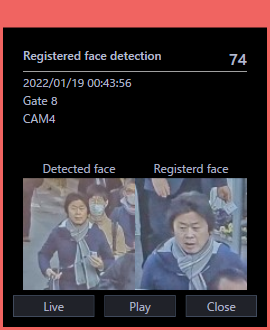 Registered face detection 74
2022/01/19 00:43:56
Gate 8
CAM4
Detected face Registerd face
Live Play Close